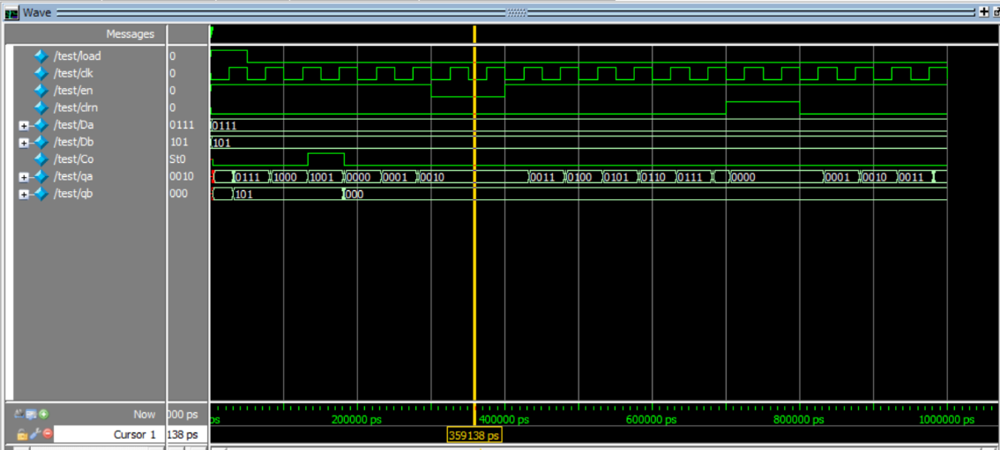 Wave
Messages
/test/load 0
/test/clk 0
/test/en 0
/test/clrn 0
/test/Da 0111 0111
/test/Db 101 101
/test/Co St0
/test/qa 0010 0111 1000 1001 0000 0001 0010 0011 0100 0101 0110 0111 0000 0001 0010 0011
/test/qb 000 101 000
Now 000 ps ps 200000 ps 400000 ps 600000 ps 800000 ps 1000000 ps
Cursor 1 138 ps 359138 ps